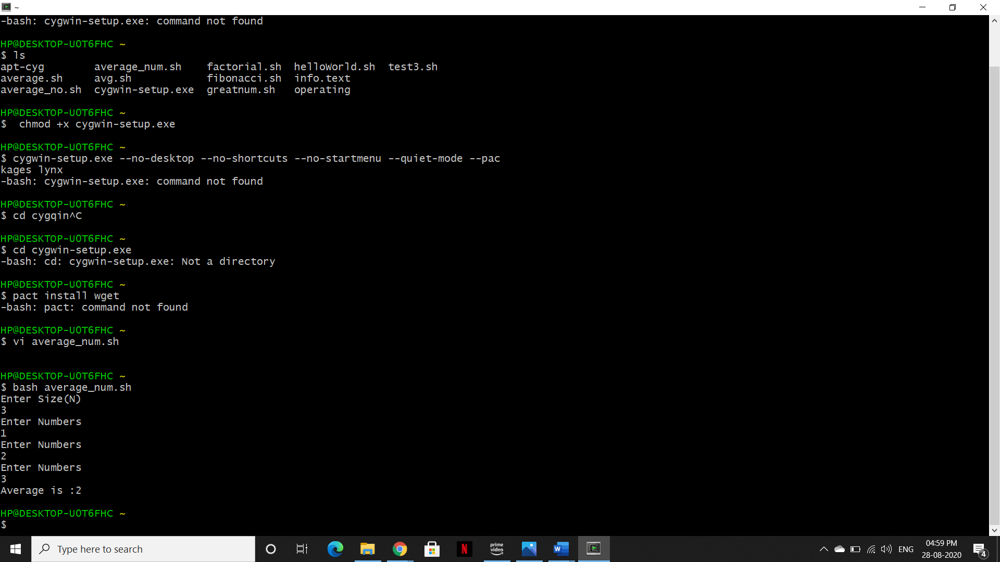 ~
-bash: cygwin-setup.exe: command not found
HP@DESKTOP-UOT6FHC ~
$ ls
apt-cyg average_num.sh factorial.sh helloWorld.sh test3.sh
average.sh avg.sh fibonacci.sh info.text
average_no.sh cygwin-setup.exe greatnum.sh operating
HP@DESKTOP-UOT6FHC ~
$  chmod +x cygwin-setup.exe
HP@DESKTOP-UOT6FHC ~
$ cygwin-setup.exe --no-desktop --no-shortcuts --no-startmenu --quiet-mode --pac
kages lynx
-bash: cygwin-setup.exe: command not found
HP@DESKTOP-UOT6FHC ~
$ cd cygqin^C
HP@DESKTOP-UOT6FHC ~
$ cd cygwin-setup.exe
-bash: cd: cygwin-setup.exe: Not a directory
HP@DESKTOP-UOT6FHC ~
$ pact install wget
-bash: pact: command not found
HP@DESKTOP-UOT6FHC ~
$ vi average_num.sh
HP@DESKTOP-UOT6FHC ~
$ bash average_num.sh
Enter Size(N)
3
Enter Numbers
1
Enter Numbers
2
Enter Numbers
3
Average is :2
HP@DESKTOP-UOT6FHC ~
$
Type here to search
N
prime
video
W
ENG
04:59 PM
28-08-2020
4